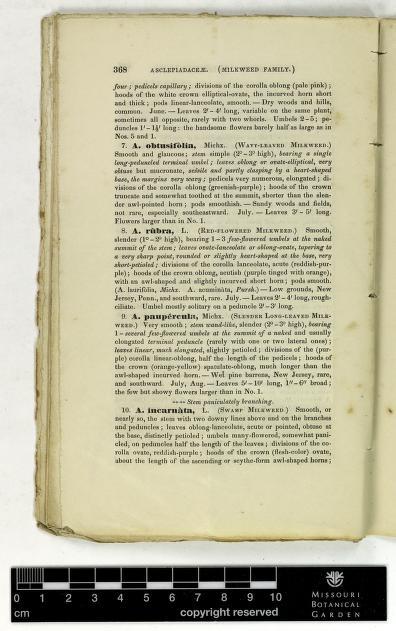 368 ASCLEPIADACEÆ. (MILKWEED FAMILY.)
four; pedicels capillary; divisions of the corolla oblong (pale pink);
hoods of the white crown elliptical-ovate, the incurved horn short
and thick; pods linear-lanceolate, smooth. — Dry woods and hills,
common. June. — Leaves 2′ - 4′ long, variable on the same plant,
sometimes all opposite, rarely with two whorls. Umbels 2 - 5; pe-
duncles 1′ - 1½′ long: the handsome flowers barely half as large as in
Nos. 5 and 1.
7. A. obtusifòlia, Michx. (WAVY-LEAVED MILKWEED.)
Smooth and glaucous; stem simple (2° - 3° high), bearing a single
long-peduncled terminal umbel; leaves oblong or ovate-elliptical, very
obtuse but mucronate, sessile and partly clasping by a heart-shaped
base, the margins very wavy; pedicels very numerous, elongated; di-
visions of the corolla oblong (greenish-purple); hoods of the crown
truncate and somewhat toothed at the summit, shorter than the slen-
der awl-pointed horn; pods smoothish. — Sandy woods and fields,
not rare, especially southeastward. July. — Leaves 3′ - 5′ long.
Flowers larger than in No. 1.
8. A. rùbra, L. (RED-FLOWERED MILKWEED.) Smooth,
slender (1° - 2° high), bearing 1 - 3 few-flowered umbels at the naked
summit of the stem; leaves ovate-lanceolate or oblong-ovate, tapering to
a very sharp point, rounded or slightly heart-shaped at the base, very
short-petioled; divisions of the corolla lanceolate, acute (reddish-pur-
ple); hoods of the crown oblong, acutish (purple tinged with orange),
with an awl-shaped and slightly incurved short horn; pods smooth.
(A. laurifòlia, Michx. A. acuminàta, Pursh.) — Low grounds, New
Jersey, Penn., and southward, rare. July. — Leaves 2′ - 4′ long, rough-
ciliate. Umbel mostly solitary on a peduncle 2′ - 3′ long.
9. A. paupércula, Michx. (SLENDER LONG-LEAVED MILK-
WEED.) Very smooth; stem wand-like, slender (2° - 3° high), bearing
1 - several few-flowered umbels at the summit of a naked and usually
elongated terminal peduncle (rarely with one or two lateral ones);
leaves linear, much elongated, slightly petioled; divisions of the (pur-
ple) corolla linear-oblong, half the length of the pedicels; hoods of
the crown (orange-yellow) spatulate-oblong, much longer than the
awl-shaped incurved horn. — Wet pine barrens, New Jersey, rare,
and southward. July, Aug. — Leaves 5′ - 10′ long, 1″ - 6″ broad;
the few but showy flowers larger than in No. 1.
Stem paniculately branching.
10. A. incarnàta, L. (SWAMP MILKWEED.) Smooth, or
nearly so, the stem with two downy lines above and on the branches
and peduncles; leaves oblong-lanceolate, acute or pointed, obtuse at
the base, distinctly petioled; umbels many-flowered, somewhat pani-
cled, on peduncles half the length of the leaves; divisions of the co-
rolla ovate, reddish-purple; hoods of the crown (flesh-color) ovate,
about the length of the ascending or scythe-form awl-shaped horns;
0 1 2 3 4 5 6 7 8 9 10
cm
copyright reserved
MISSOURI
BOTANICAL
GARDEN